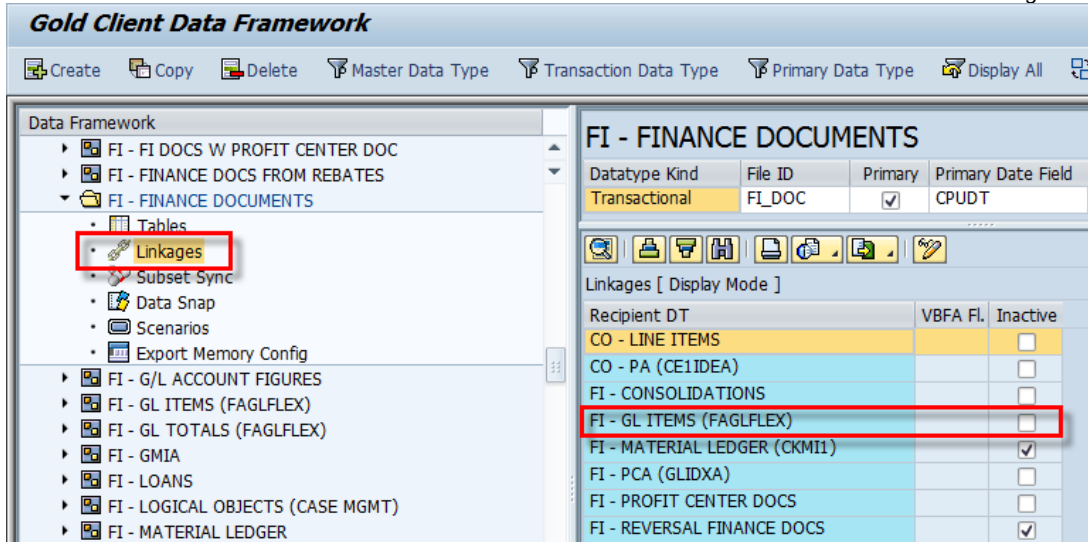 Gold Client Data Framework
Create Copy Delete Master Data Type Transaction Data Type Primary Data Type Display All
Data Framework
FI - FI DOCS W PROFIT CENTER DOC
FI - FINANCE DOCS FROM REBATES
FI - FINANCE DOCUMENTS
Tables
Linkages
Subset Sync
Data Snap
Scenarios
Export Memory Config
FI - G/L ACCOUNT FIGURES
FI - GL ITEMS (FAGLFLEX)
FI - GL TOTALS (FAGLFLEX)
FI - GMIA
FI - LOANS
FI - LOGICAL OBJECTS (CASE MGMT)
FI - MATERIAL LEDGER
FI - FINANCE DOCUMENTS
Datatype Kind File ID Primary Primary Date Field
Transactional FI_DOC CPUDT
Linkages [ Display Mode ]
Recipient DT VBFA Fl. Inactive
CO - LINE ITEMS
CO - PA (CE1IDEA)
FI - CONSOLIDATIONS
FI - GL ITEMS (FAGLFLEX)
FI - MATERIAL LEDGER (CKMI1)
FI - PCA (GLIDXA)
FI - PROFIT CENTER DOCS
FI - REVERSAL FINANCE DOCS